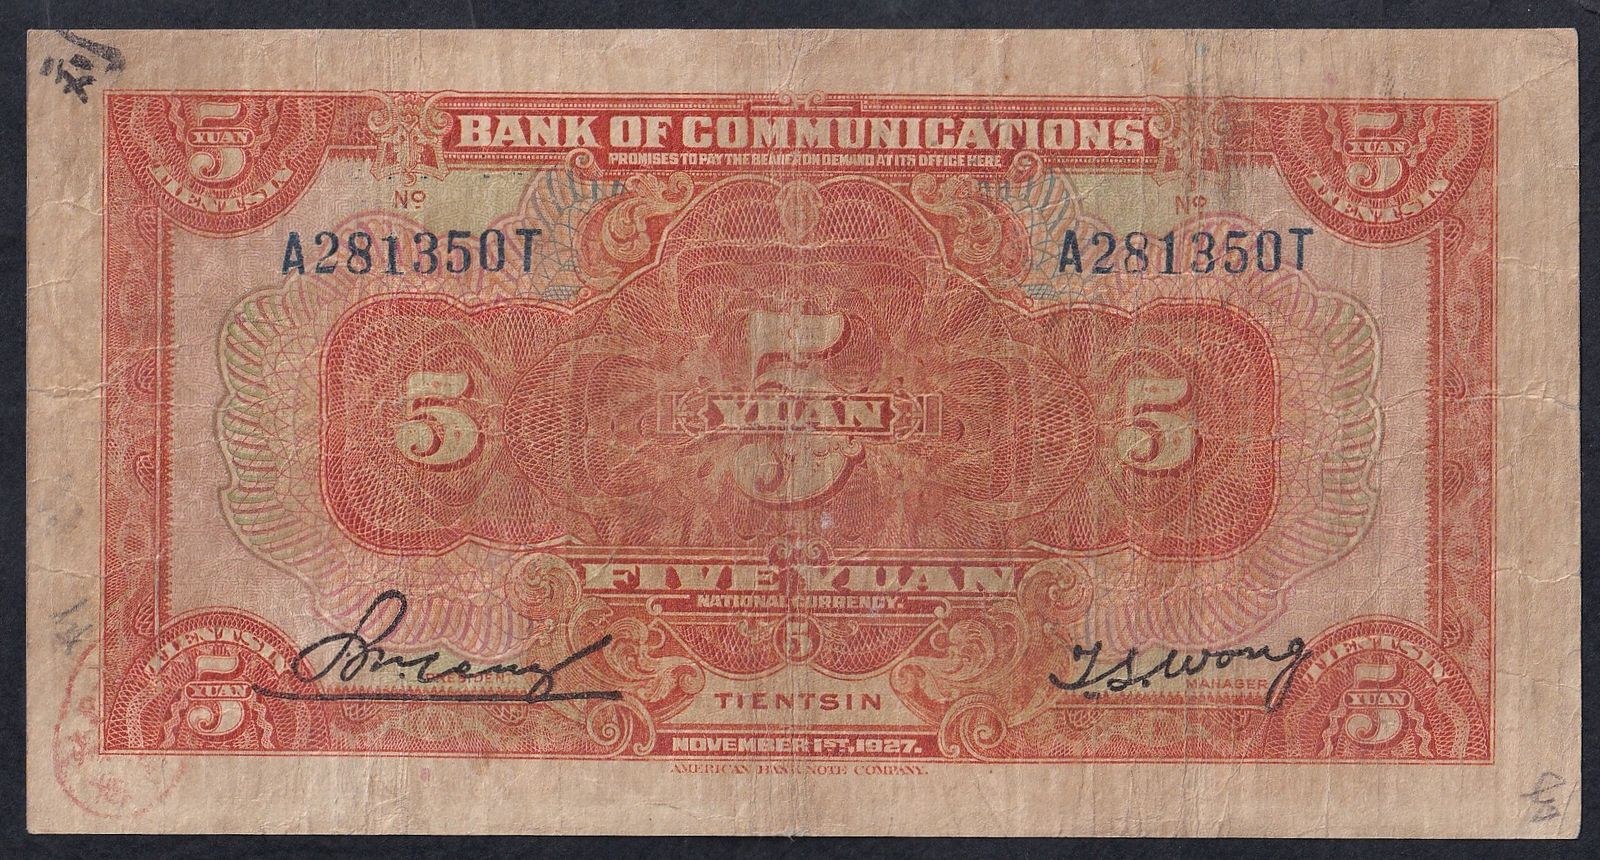 BANK OF COMMUNICATIONS
PROMISES TO PAY THE BEARER ON DEMAND AT ITS OFFICE HERE
5 YUAN TIENTSIN
5 YUAN TIENTSIN
Nº
Nº
A281350T
A281350T
5
5 YUAN
5
FIVE YUAN
NATIONAL CURRENCY.
5
TIENTSIN 5 YUAN
PRESIDENT
TIENTSIN
T.S. Wong
MANAGER
TIENTSIN 5 YUAN
NOVEMBER 1ST, 1927.
AMERICAN BANK NOTE COMPANY.